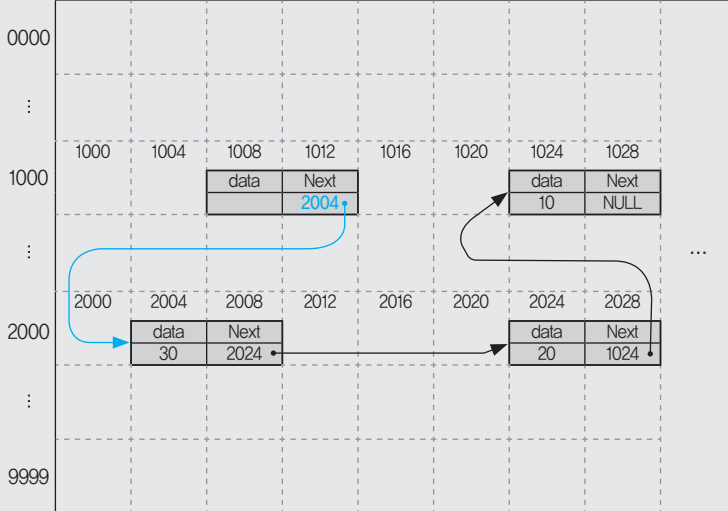 0000
⋮
1000 1004 1008 1012 1016 1020 1024 1028
1000 data Next data Next
2004 10 NULL
⋮ ...
2000 2004 2008 2012 2016 2020 2024 2028
2000 data Next data Next
30 2024 20 1024
⋮
9999